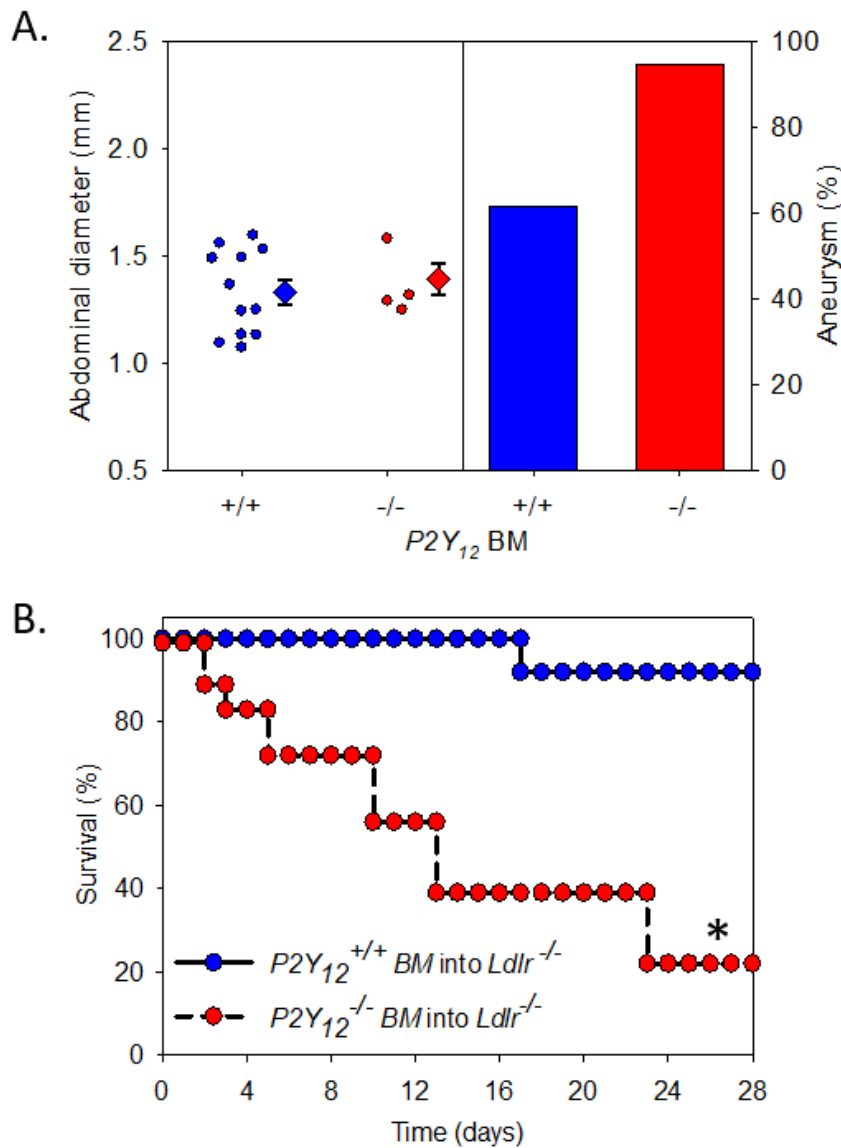 A.
2.5
2.0
1.5
1.0
0.5
Abdominal diameter (mm)
100
80
60
40
20
0
Aneurysm (%)
+/+ -/- +/+ -/-
P2Y12 BM
B.
100
80
60
40
20
0
Survival (%)
*
P2Y12+/+ BM into Ldlr-/-
P2Y12-/- BM into Ldlr-/-
0 4 8 12 16 20 24 28
Time (days)